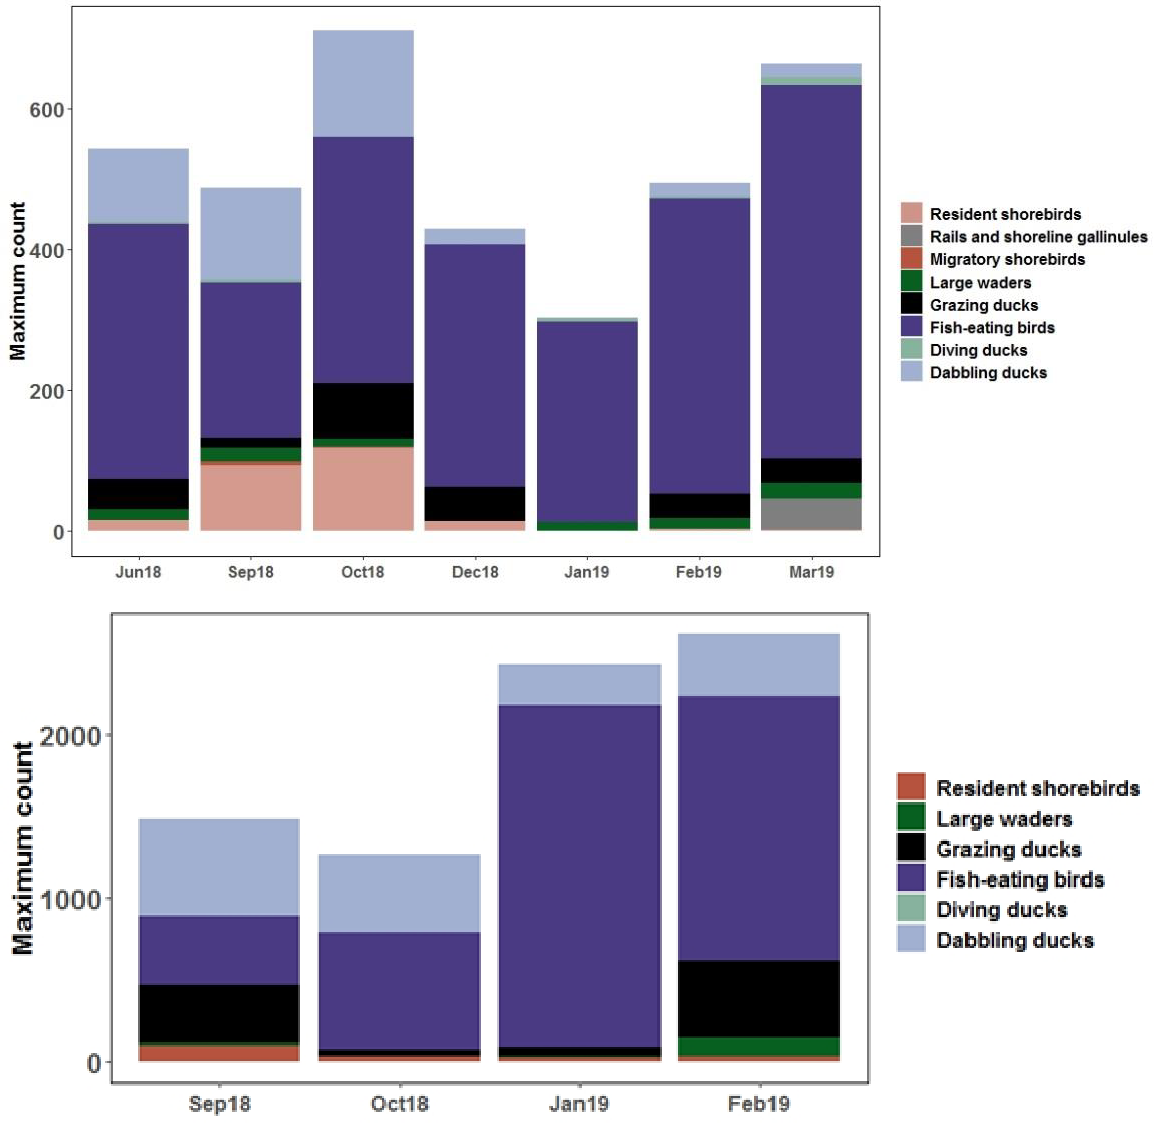 Maximum count
600
400
200
0
Jun18 Sep18 Oct18 Dec18 Jan19 Feb19 Mar19
Resident shorebirds
Rails and shoreline gallinules
Migratory shorebirds
Large waders
Grazing ducks
Fish-eating birds
Diving ducks
Dabbling ducks
Maximum count
2000
1000
0
Sep18 Oct18 Jan19 Feb19
Resident shorebirds
Large waders
Grazing ducks
Fish-eating birds
Diving ducks
Dabbling ducks